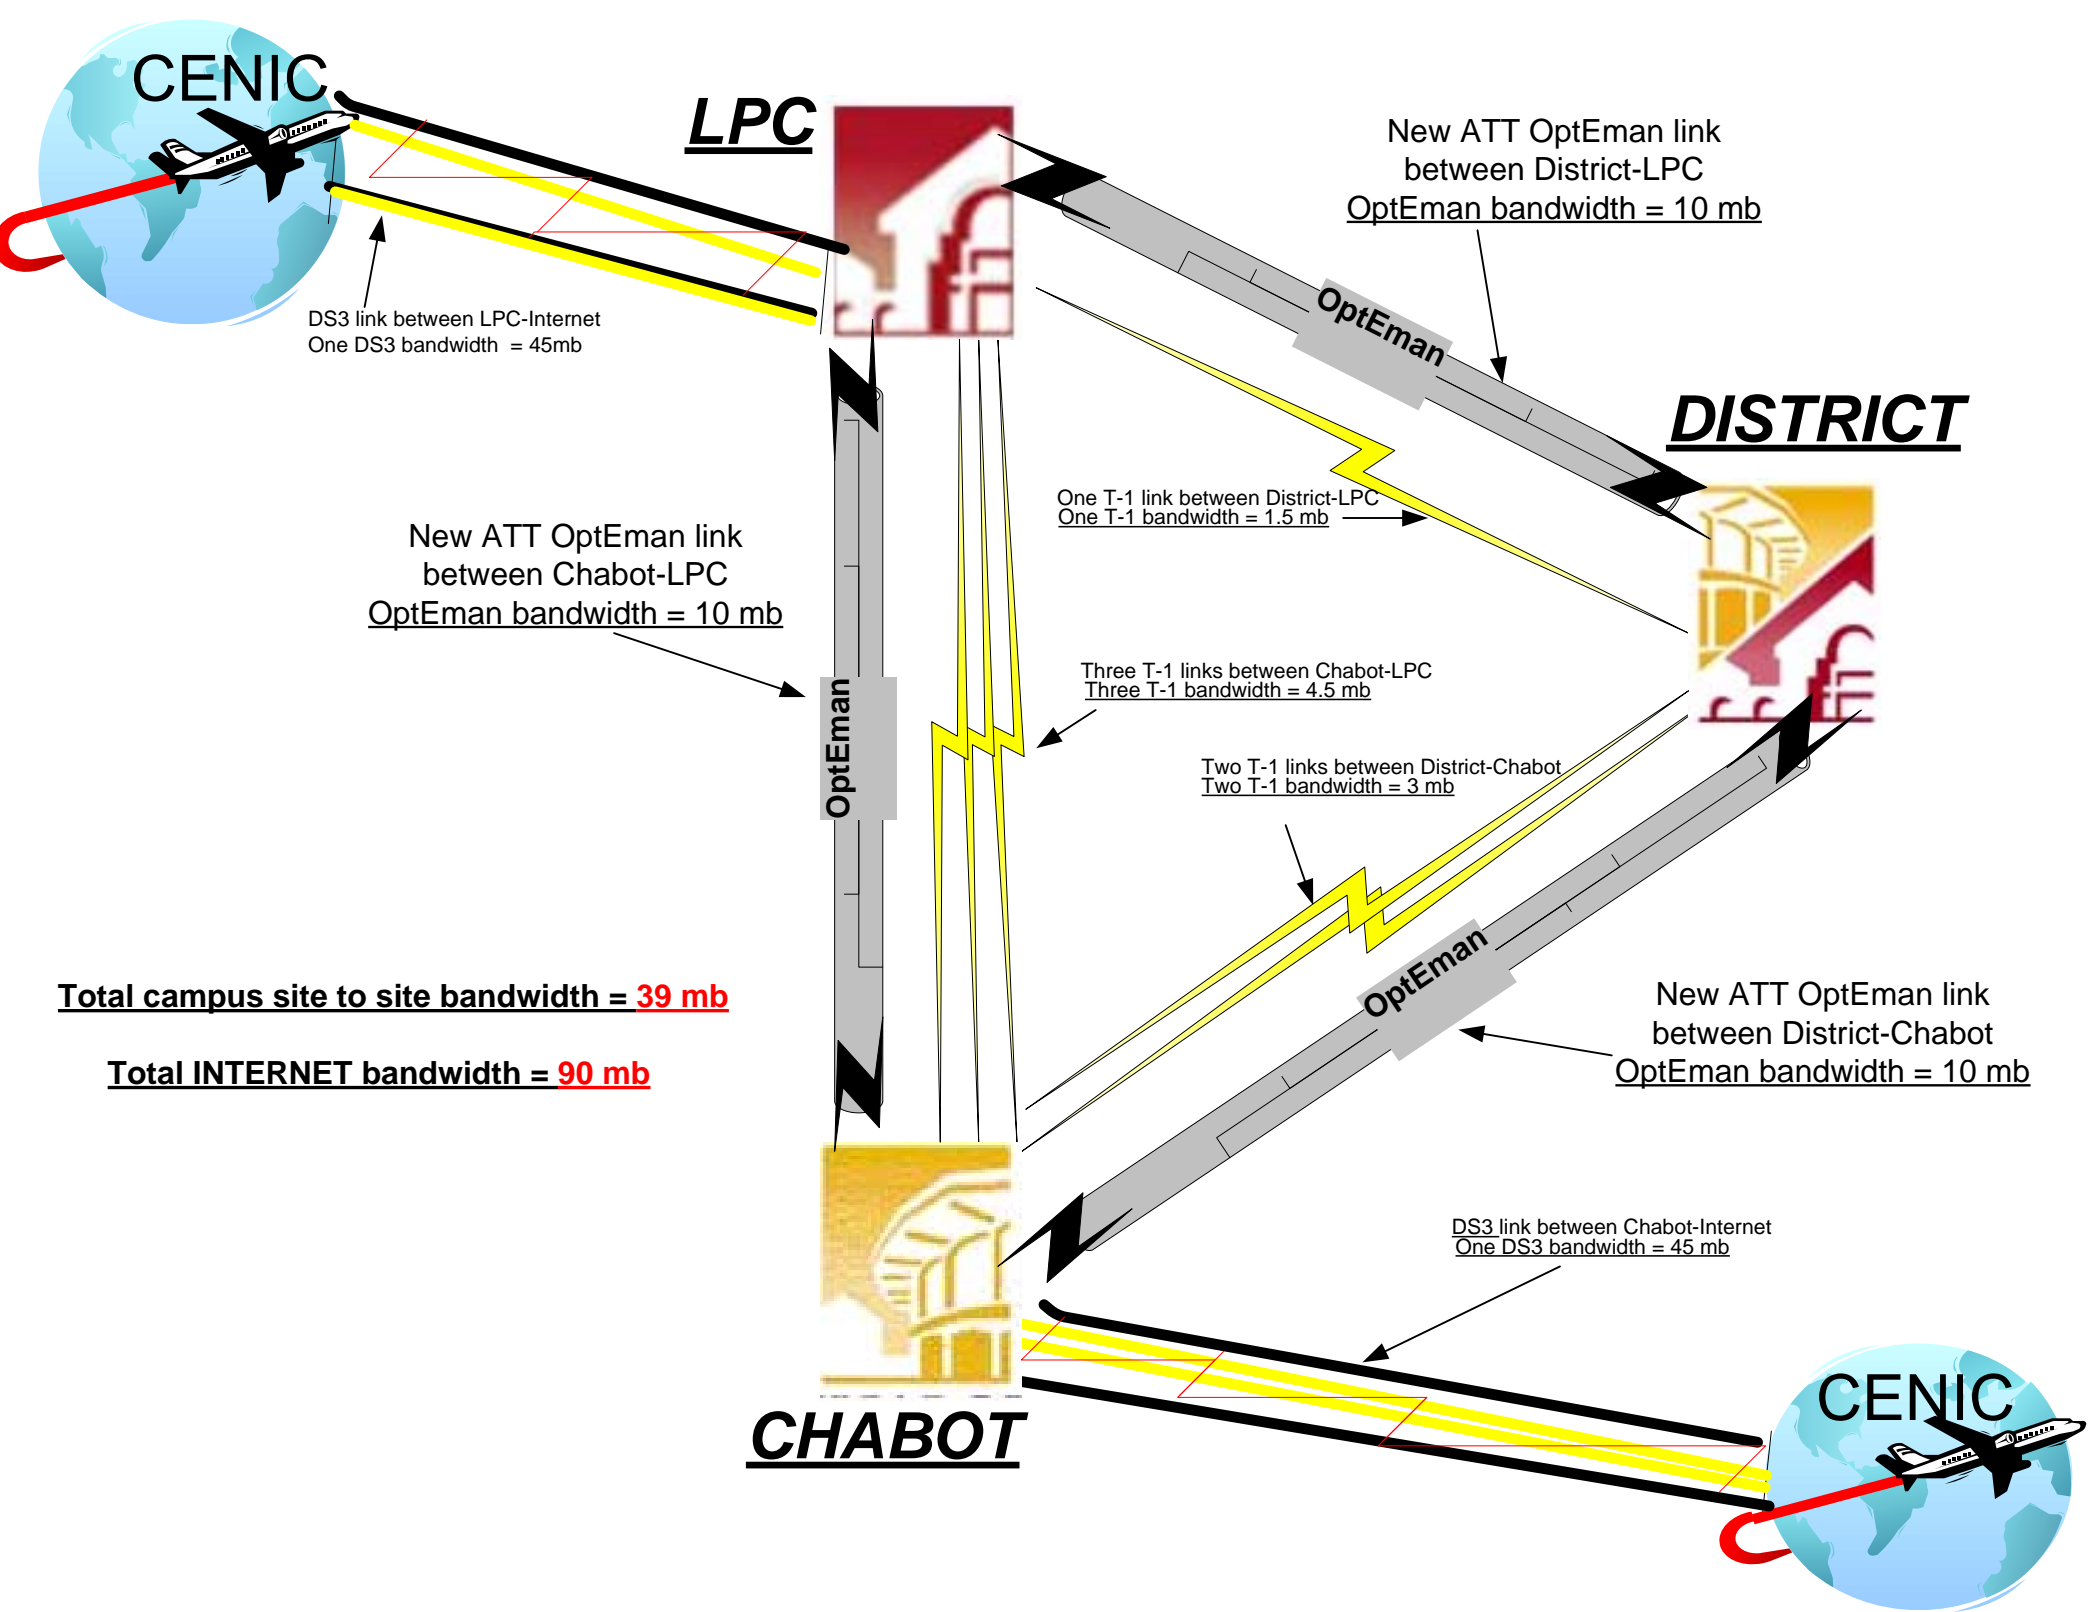 CENIC
LPC
New ATT OptEman link
between District-LPC
OptEman bandwidth = 10 mb
DS3 link between LPC-Internet
One DS3 bandwidth = 45mb
OptEman
DISTRICT
One T-1 link between District-LPC
One T-1 bandwidth = 1.5 mb
New ATT OptEman link
between Chabot-LPC
OptEman bandwidth = 10 mb
OptEman
Three T-1 links between Chabot-LPC
Three T-1 bandwidth = 4.5 mb
Two T-1 links between District-Chabot
Two T-1 bandwidth = 3 mb
OptEman
Total campus site to site bandwidth = 39 mb
Total INTERNET bandwidth = 90 mb
New ATT OptEman link
between District-Chabot
OptEman bandwidth = 10 mb
DS3 link between Chabot-Internet
One DS3 bandwidth = 45 mb
CHABOT
CENIC